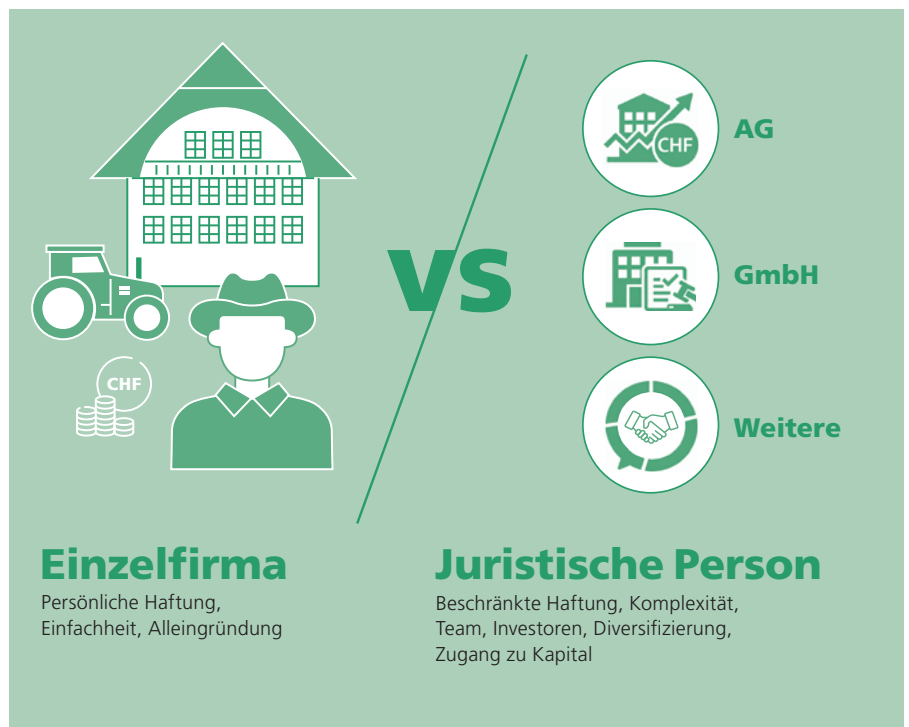 CHF
VS
CHF
AG
GmbH
Weitere
Einzelfirma
Persönliche Haftung,
Einfachheit, Alleingründung
Juristische Person
Beschränkte Haftung, Komplexität,
Team, Investoren, Diversifizierung,
Zugang zu Kapital